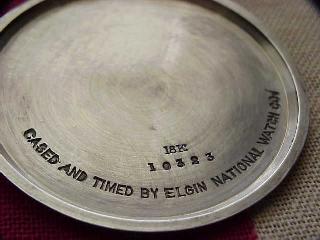 18K
10323
CASED AND TIMED BY ELGIN NATIONAL WATCH CO.